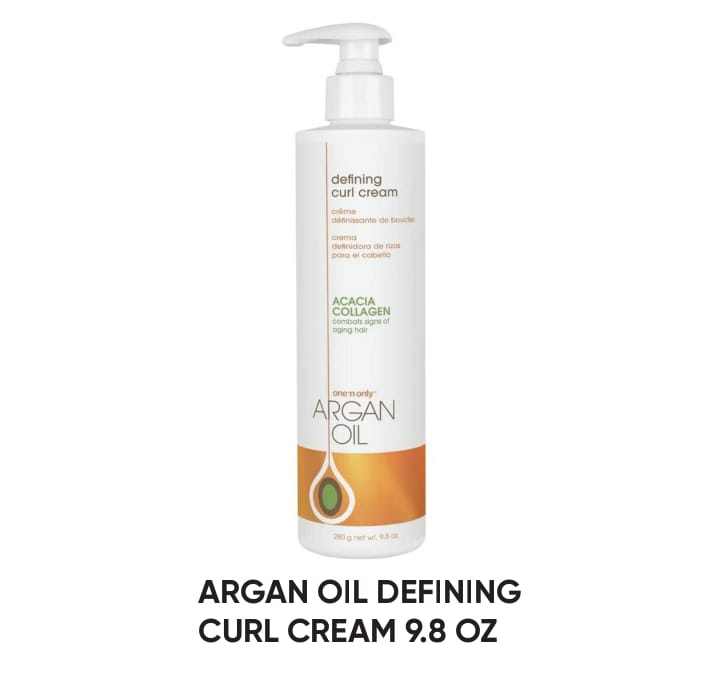 defining
curl cream
crème
définissante de boucles
crema
definidora de rizos
para el cabello
ACACIA
COLLAGEN
combats signs of
aging hair
one 'n only™
ARGAN
OIL
280 g net wt. 9.8 oz.
ARGAN OIL DEFINING
CURL CREAM 9.8 OZ